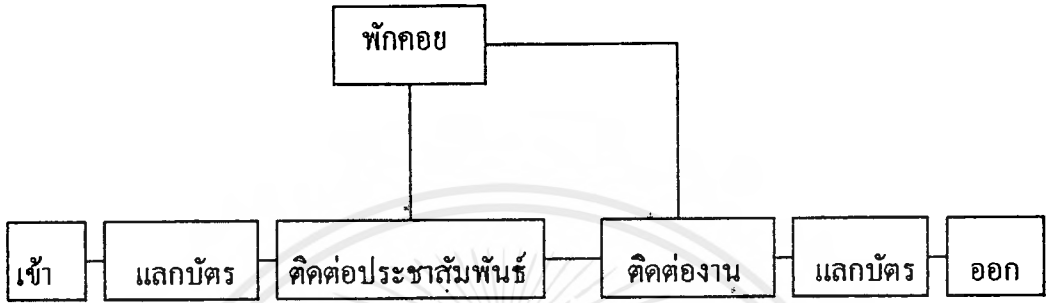 พักคอย
เข้า แลกบัตร ติดต่อประชาสัมพันธ์ ติดต่องาน แลกบัตร ออก